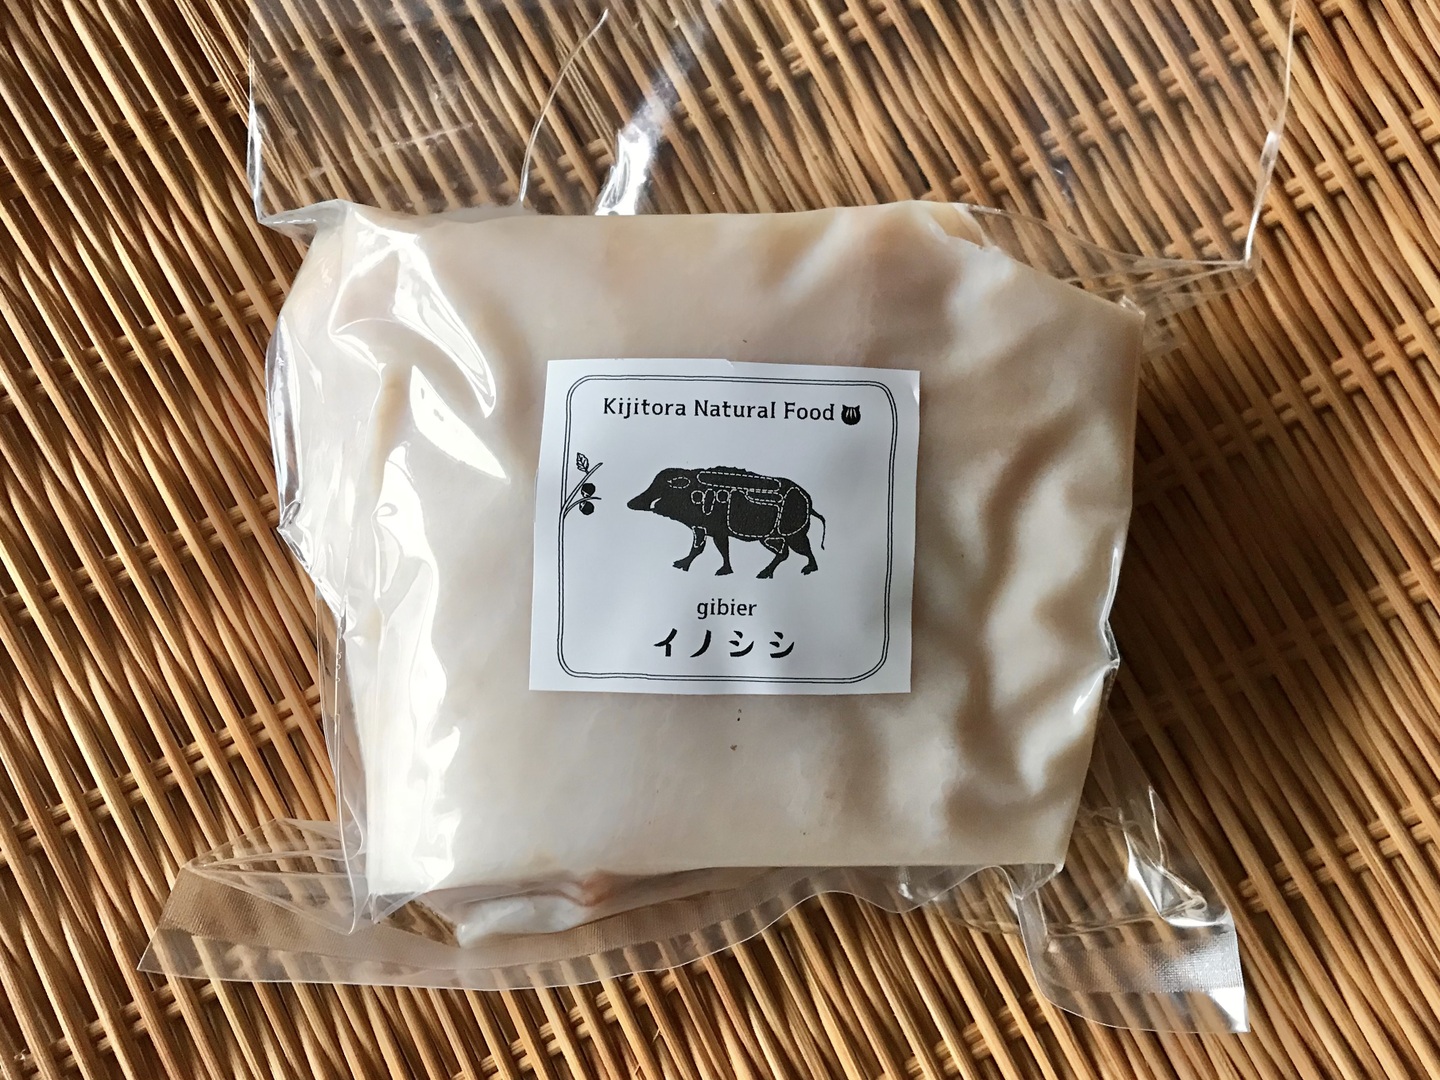 Kijitora Natural Food
gibier
イノシシ